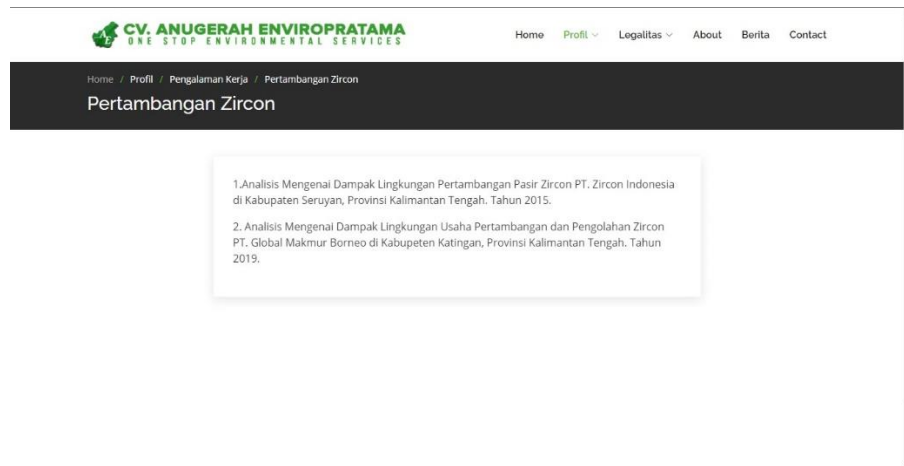 CV. ANUGERAH ENVIROPRATAMA
ONE STOP ENVIRONMENTAL SERVICES
Home Profil Legalitas About Berita Contact
Home / Profil / Pengalaman Kerja / Pertambangan Zircon
Pertambangan Zircon
1.Analisis Mengenai Dampak Lingkungan Pertambangan Pasir Zircon PT. Zircon Indonesia
di Kabupaten Seruyan, Provinsi Kalimantan Tengah. Tahun 2015.
2. Analisis Mengenai Dampak Lingkungan Usaha Pertambangan dan Pengolahan Zircon
PT. Global Makmur Borneo di Kabupeten Katingan, Provinsi Kalimantan Tengah. Tahun
2019.